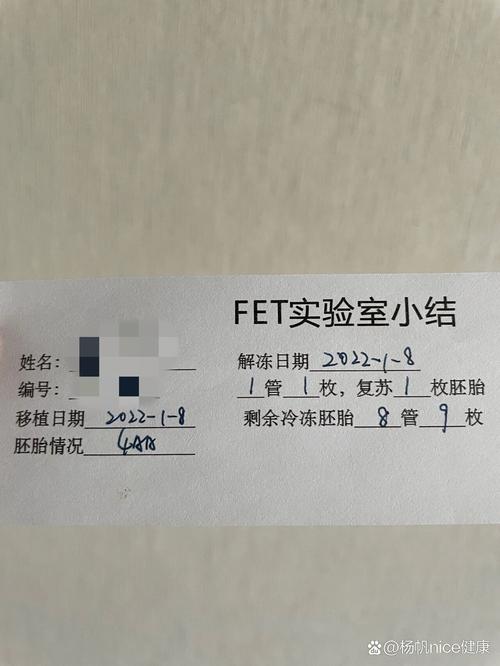 FET实验室小结
姓名:
解冻日期 2022-1-8
编号:
1管1枚，复苏1枚胚胎
移植日期 2022-1-8
剩余冷冻胚胎 8管9枚
胚胎情况 4AA
杨帆nice健康